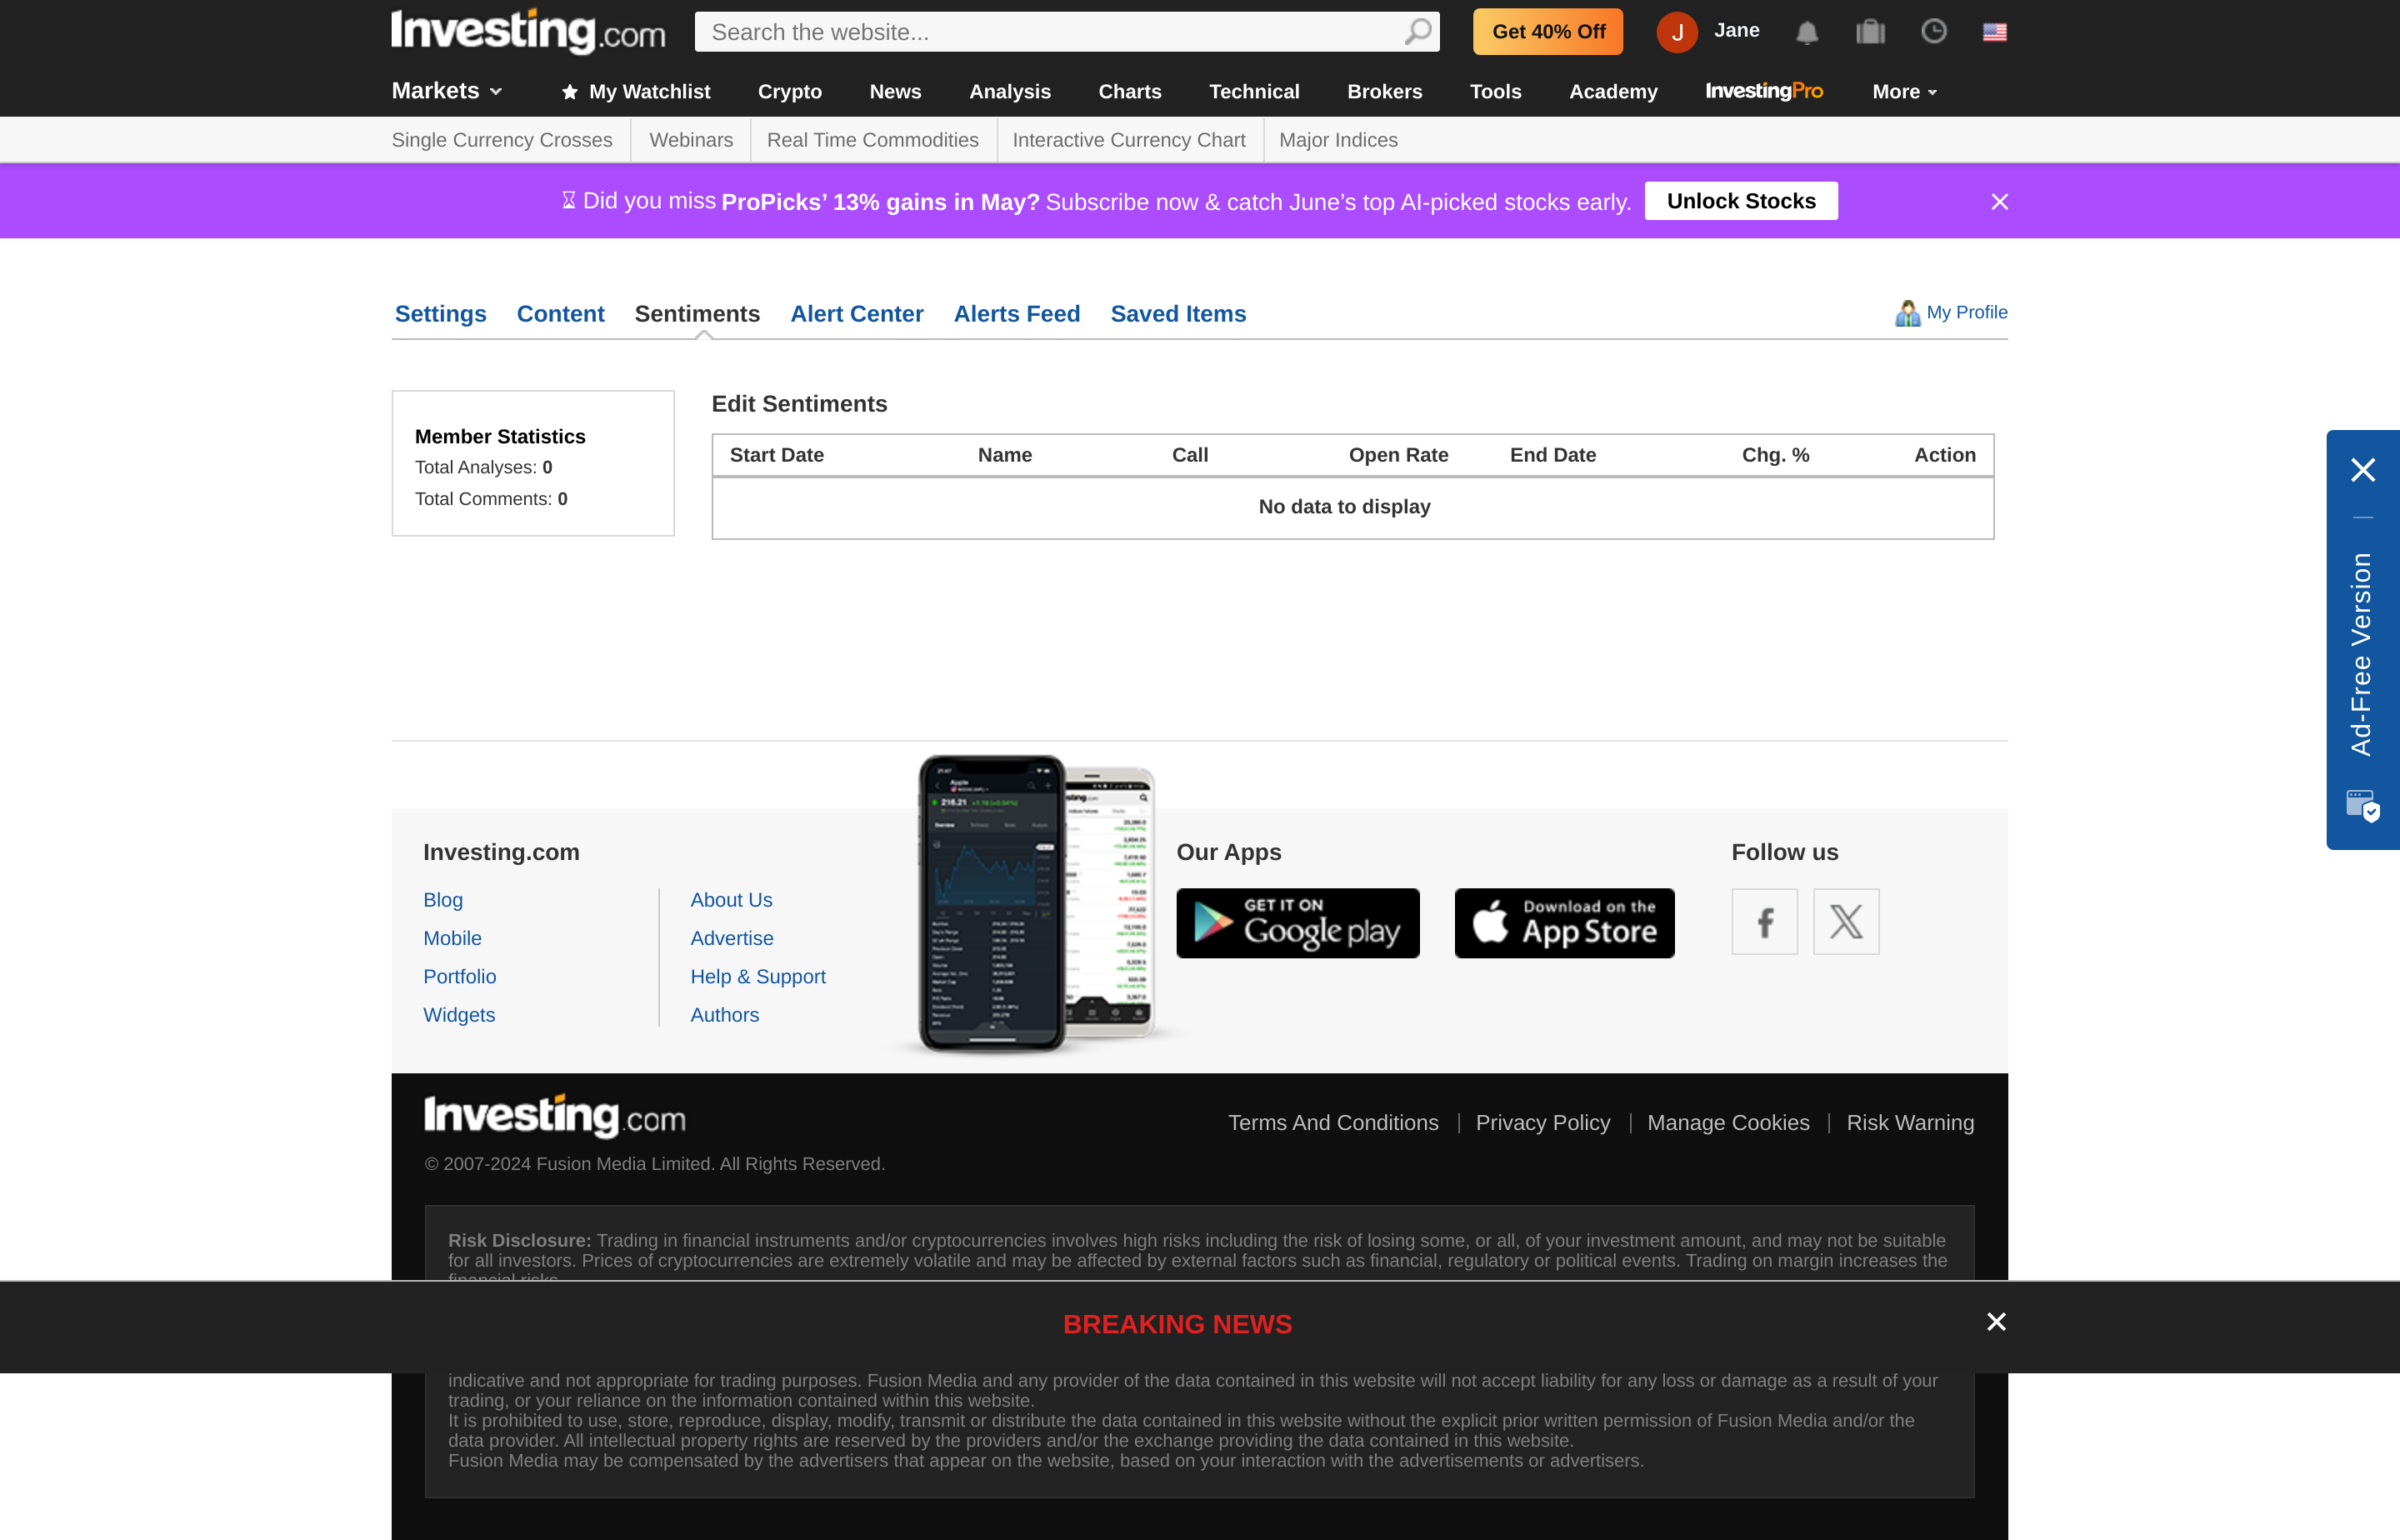 Investing.com
Search the website...
Get 40% Off
J
Jane
Markets
My Watchlist
Crypto
News
Analysis
Charts
Technical
Brokers
Tools
Academy
InvestingPro
More
Single Currency Crosses
Webinars
Real Time Commodities
Interactive Currency Chart
Major Indices
Did you miss ProPicks’ 13% gains in May? Subscribe now & catch June’s top AI-picked stocks early.
Unlock Stocks
Settings
Content
Sentiments
Alert Center
Alerts Feed
Saved Items
My Profile
Member Statistics
Total Analyses: 0
Total Comments: 0
Edit Sentiments
Start Date
Name
Call
Open Rate
End Date
Chg. %
Action
No data to display
Ad-Free Version
Investing.com
Blog
Mobile
Portfolio
Widgets
About Us
Advertise
Help & Support
Authors
Our Apps
GET IT ON
Google play
Download on the
App Store
Follow us
Investing.com
Terms And Conditions
Privacy Policy
Manage Cookies
Risk Warning
© 2007-2024 Fusion Media Limited. All Rights Reserved.
Risk Disclosure: Trading in financial instruments and/or cryptocurrencies involves high risks including the risk of losing some, or all, of your investment amount, and may not be suitable
for all investors. Prices of cryptocurrencies are extremely volatile and may be affected by external factors such as financial, regulatory or political events. Trading on margin increases the
financial risks.
BREAKING NEWS
indicative and not appropriate for trading purposes. Fusion Media and any provider of the data contained in this website will not accept liability for any loss or damage as a result of your
trading, or your reliance on the information contained within this website.
It is prohibited to use, store, reproduce, display, modify, transmit or distribute the data contained in this website without the explicit prior written permission of Fusion Media and/or the
data provider. All intellectual property rights are reserved by the providers and/or the exchange providing the data contained in this website.
Fusion Media may be compensated by the advertisers that appear on the website, based on your interaction with the advertisements or advertisers.